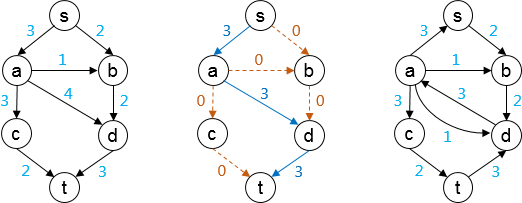 s s s
3 2 3 0 3 2
a 1 b a 0 b a 1 b
3 4 2 0 3 0 3 3 2
c d c d c 1 d
2 3 0 3 2 3
t t t